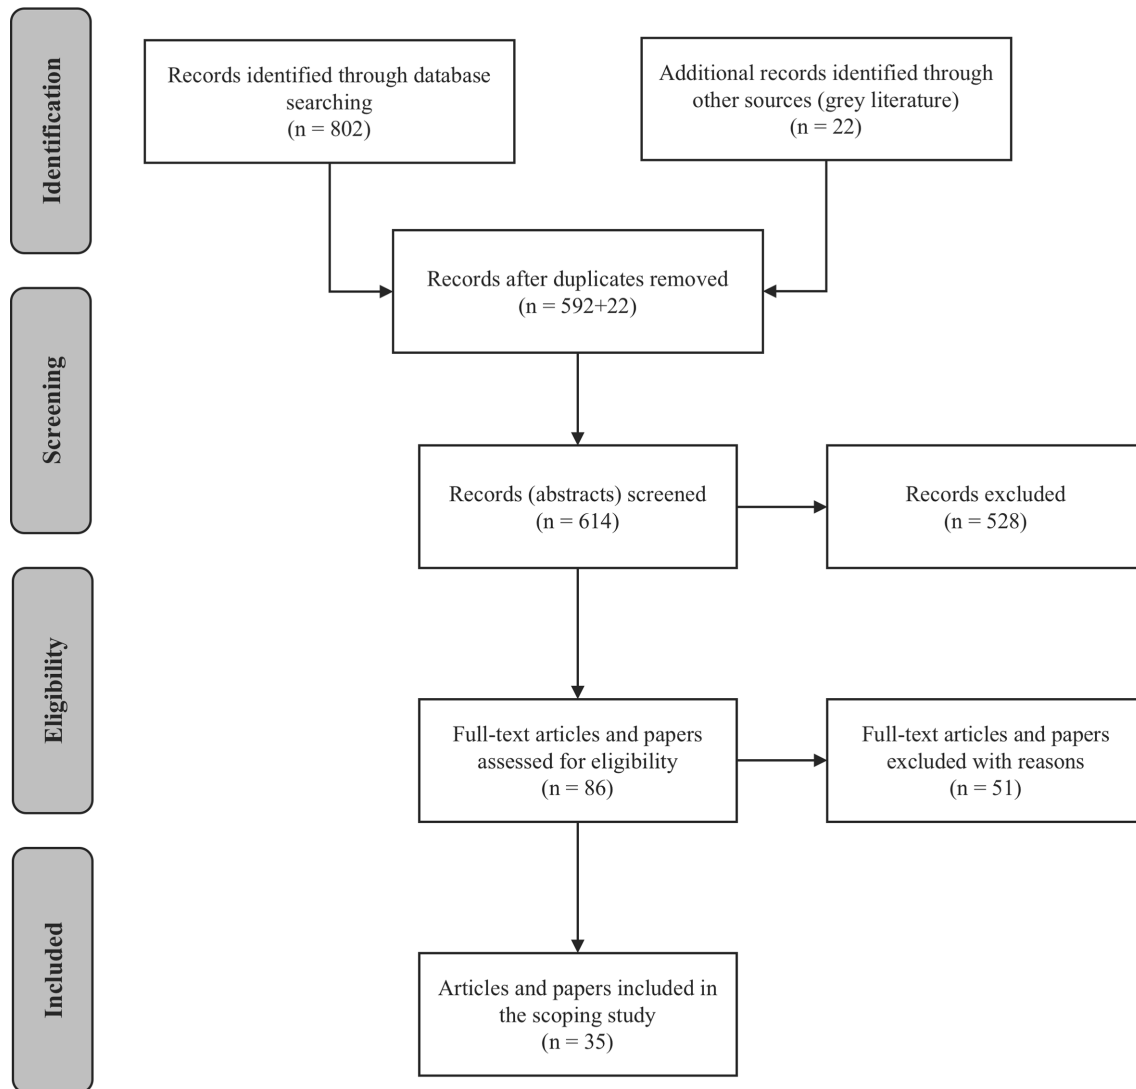 Identification
Records identified through database
searching
(n = 802)
Additional records identified through
other sources (grey literature)
(n = 22)
Records after duplicates removed
(n = 592+22)
Screening
Records (abstracts) screened
(n = 614)
Records excluded
(n = 528)
Eligibility
Full-text articles and papers
assessed for eligibility
(n = 86)
Full-text articles and papers
excluded with reasons
(n = 51)
Included
Articles and papers included in
the scoping study
(n = 35)